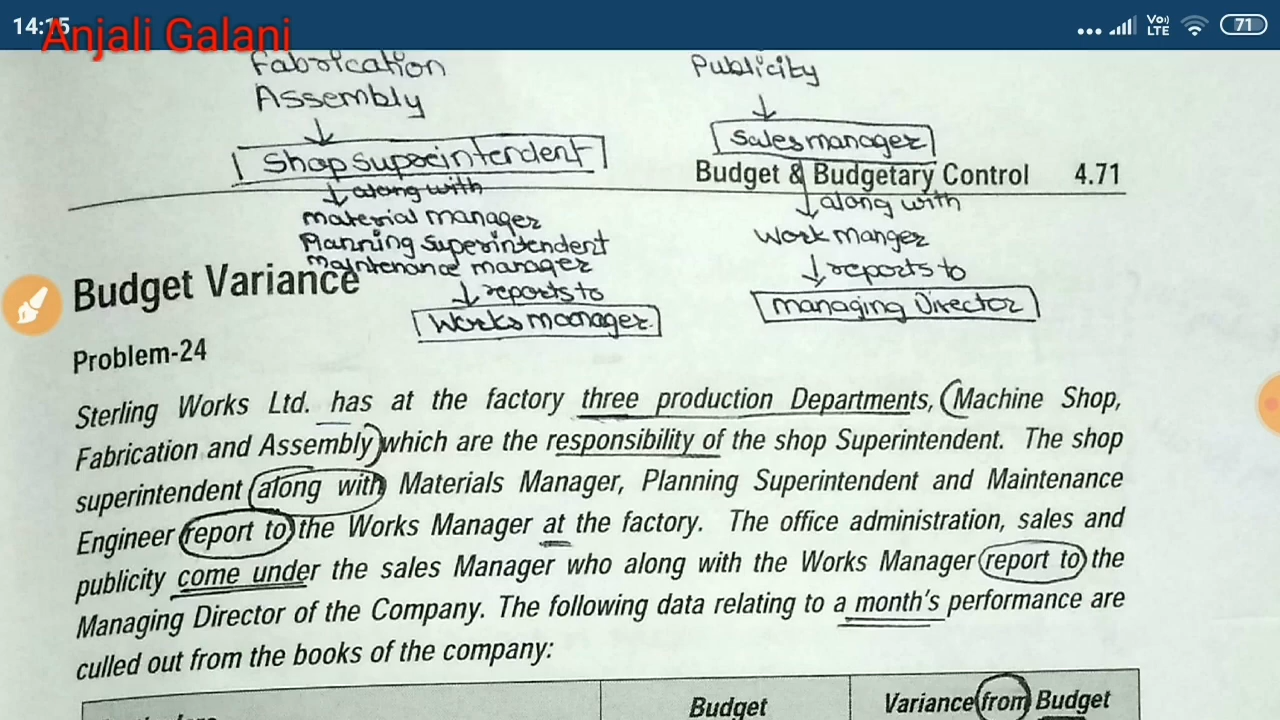 14:15
Anjali Galani
Vo)) LTE
71
Fabrication
Assembly
Shop superintendent
along with
material manager
Planning Superintendent
maintenance manager
reports to
Works manager.
Publicity
Sales manager
Budget & Budgetary Control 4.71
along with
Work manger
reports to
managing Director
Budget Variance
Problem-24
Sterling Works Ltd. has at the factory three production Departments, (Machine Shop,
Fabrication and Assembly) which are the responsibility of the shop Superintendent. The shop
superintendent along with Materials Manager, Planning Superintendent and Maintenance
Engineer report to the Works Manager at the factory. The office administration, sales and
publicity come under the sales Manager who along with the Works Manager report to the
Managing Director of the Company. The following data relating to a month's performance are
culled out from the books of the company:
Budget
Variance from Budget